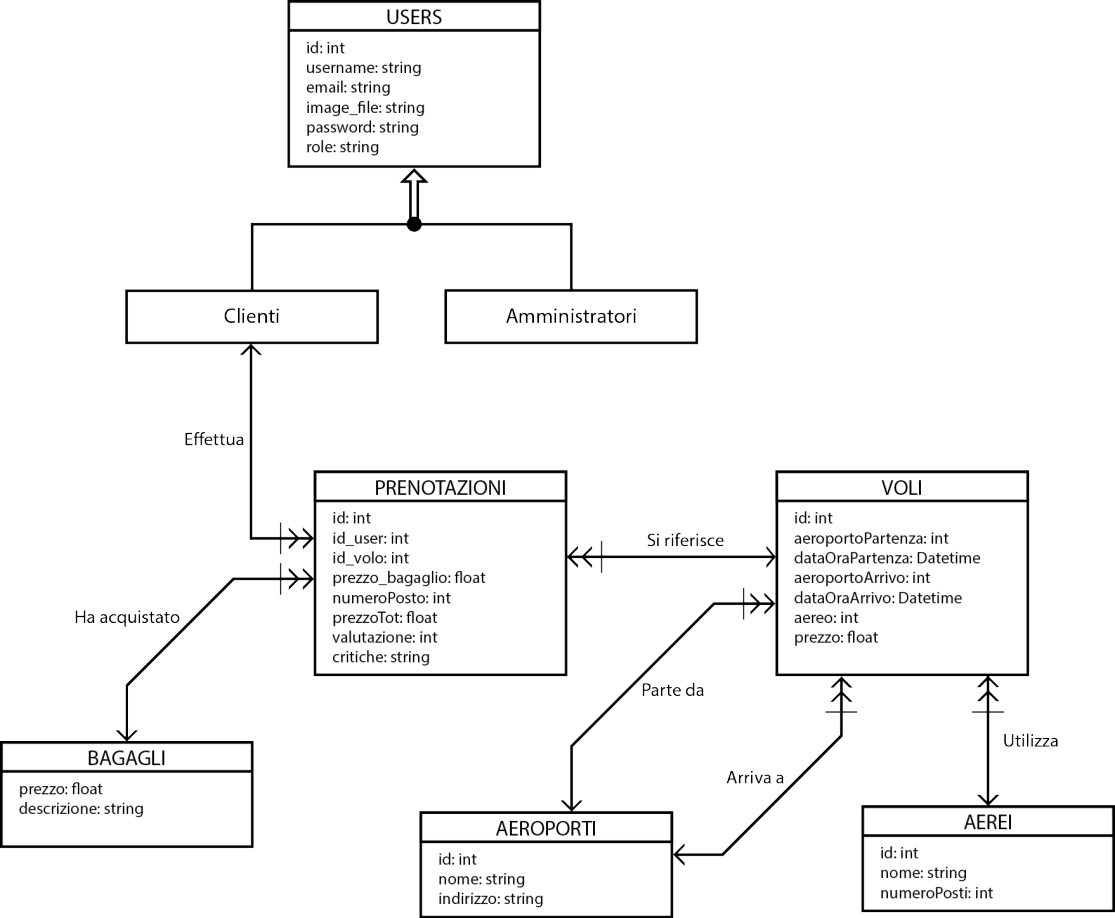 USERS
id: int
username: string
email: string
image_file: string
password: string
role: string
Clienti
Amministratori
Effettua
PRENOTAZIONI
id: int
id_user: int
id_volo: int
prezzo_bagaglio: float
numeroPosto: int
prezzoTot: float
valutazione: int
critiche: string
Si riferisce
VOLI
id: int
aeroportoPartenza: int
dataOraPartenza: Datetime
aeroportoArrivo: int
dataOraArrivo: Datetime
aereo: int
prezzo: float
Ha acquistato
Parte da
Arriva a
Utilizza
BAGAGLI
prezzo: float
descrizione: string
AEROPORTI
id: int
nome: string
indirizzo: string
AEREI
id: int
nome: string
numeroPosti: int